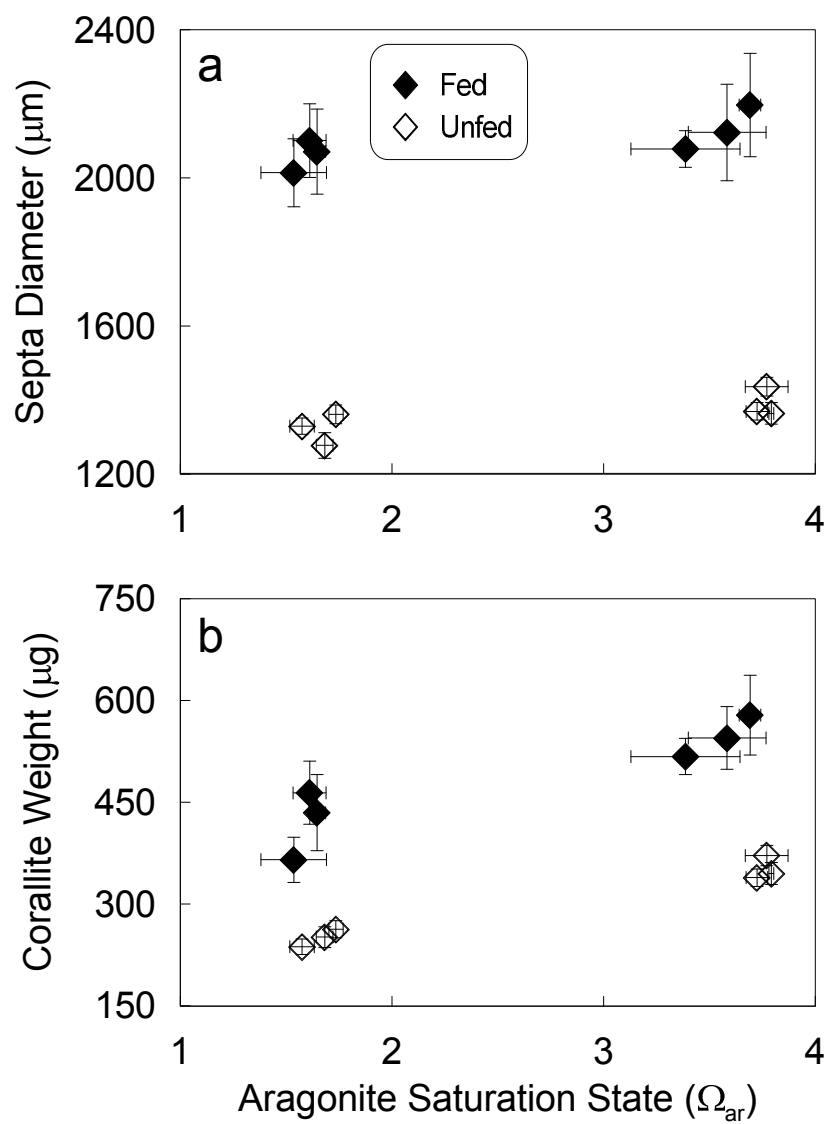 2400
a
Fed
Unfed
2000
Septa Diameter (μm)
1600
1200
1 2 3 4
750
b
600
Corallite Weight (μg)
450
300
150
1 2 3 4
Aragonite Saturation State (Ωar)